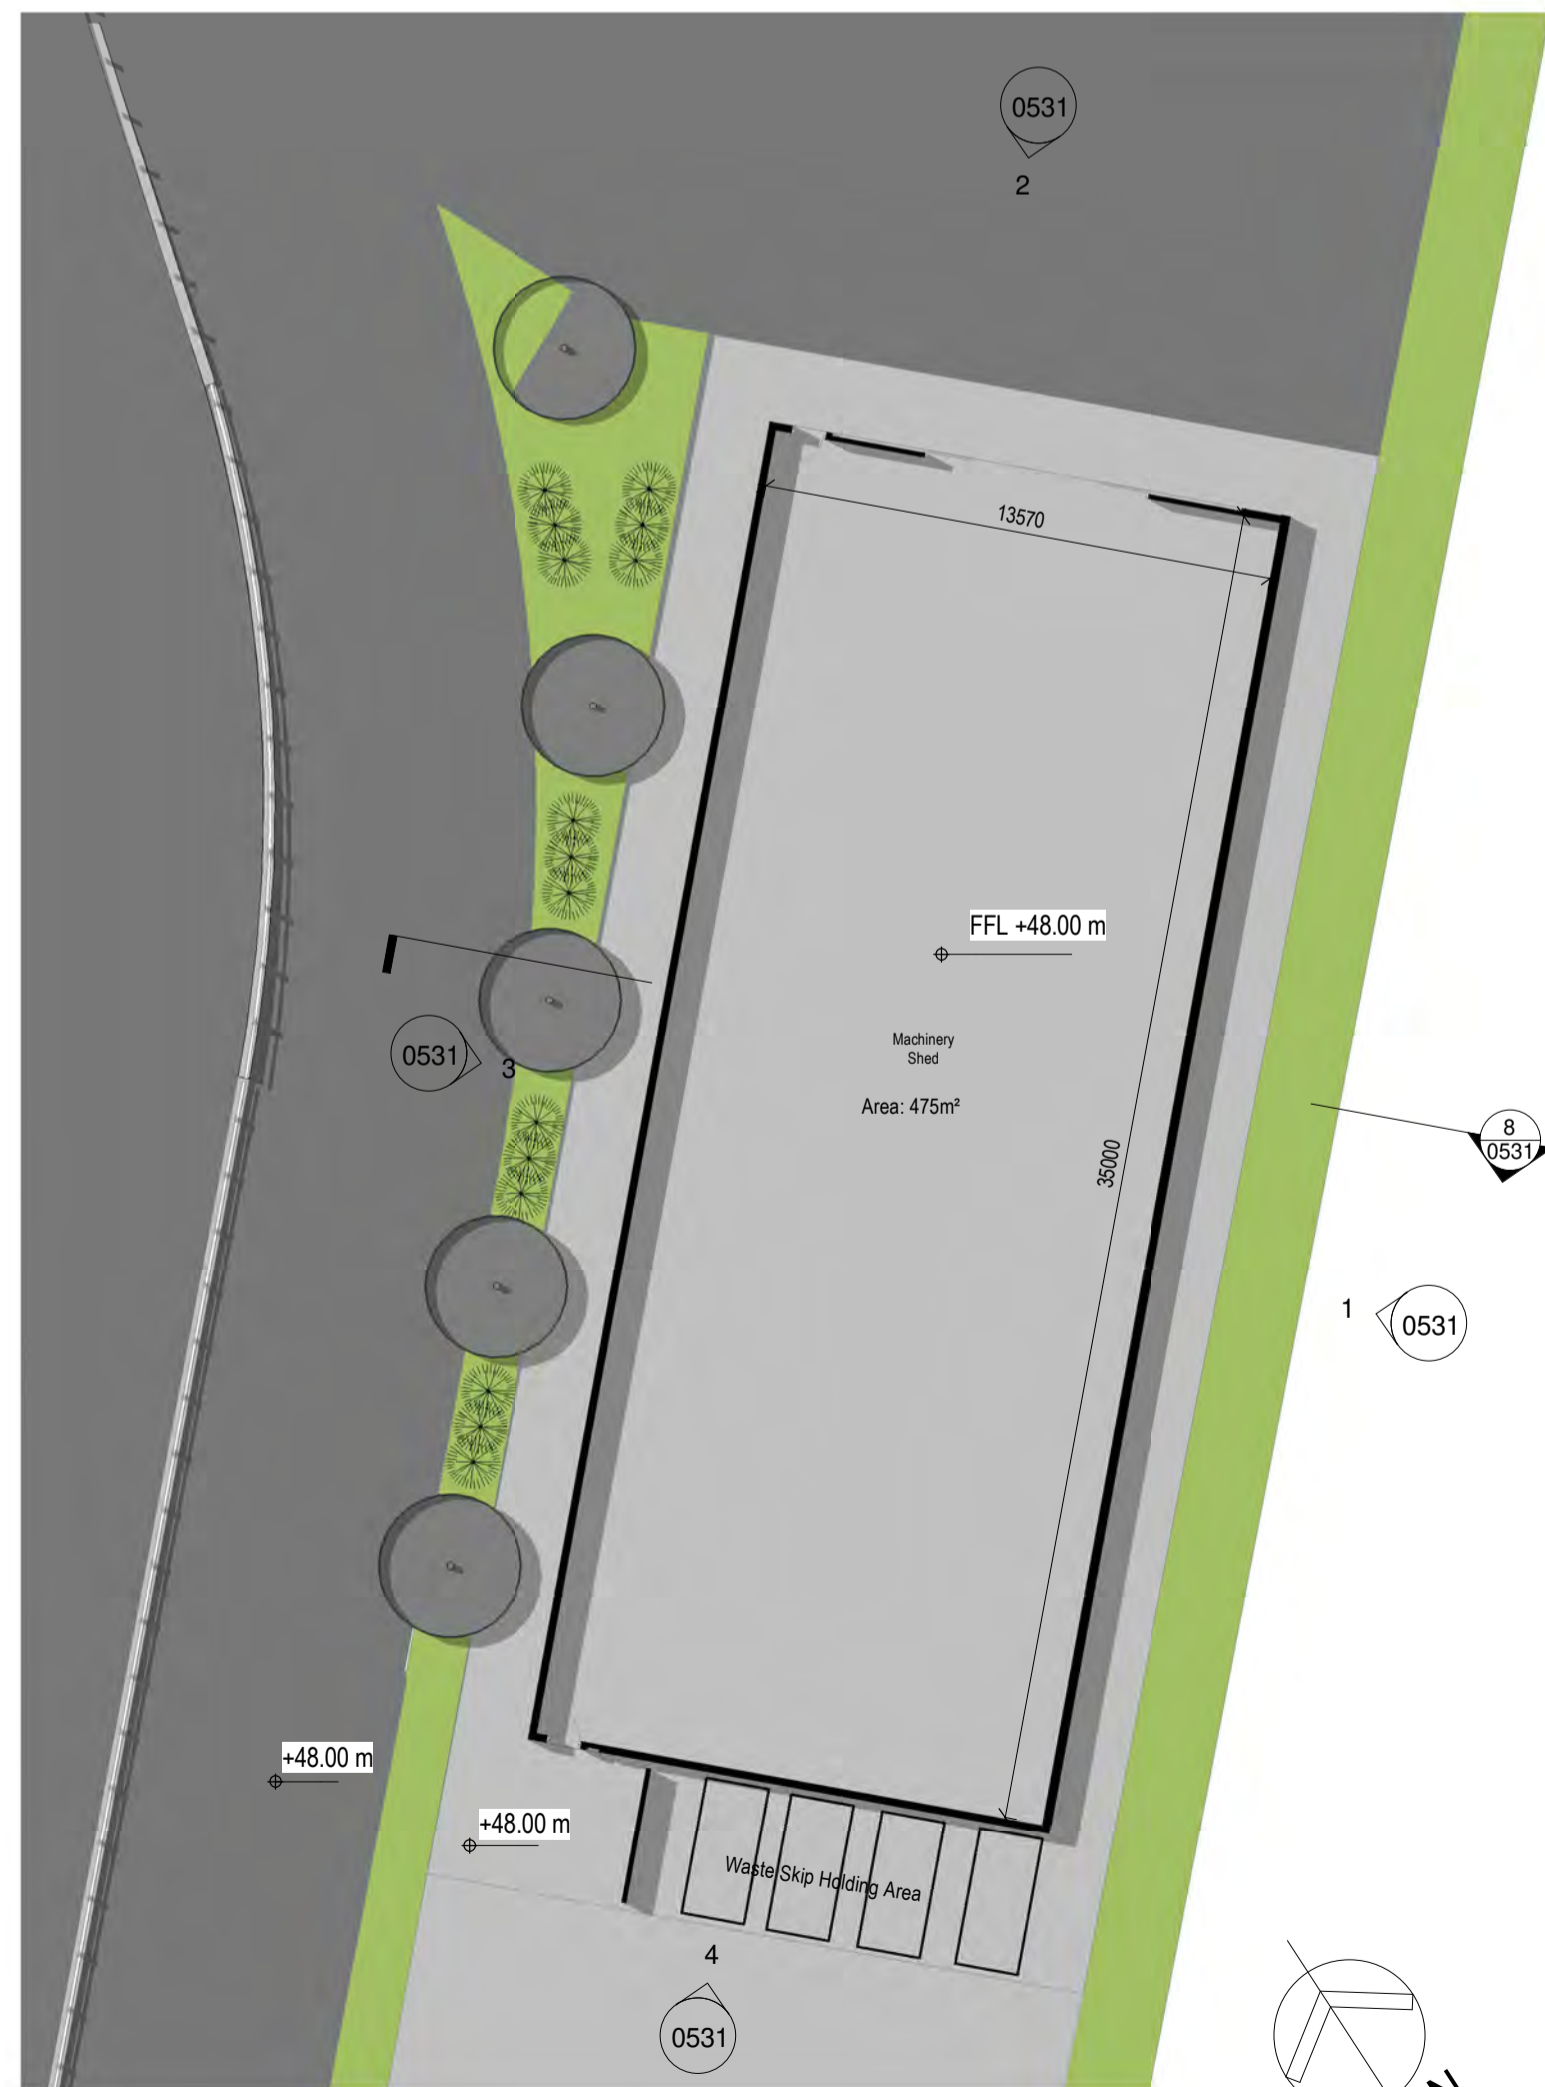 0531
2
13570
FFL +48.00 m
Machinery
Shed
Area: 475m²
0531
3
35000
8
0531
1
0531
+48.00 m
+48.00 m
Waste Skip Holding Area
4
0531
N